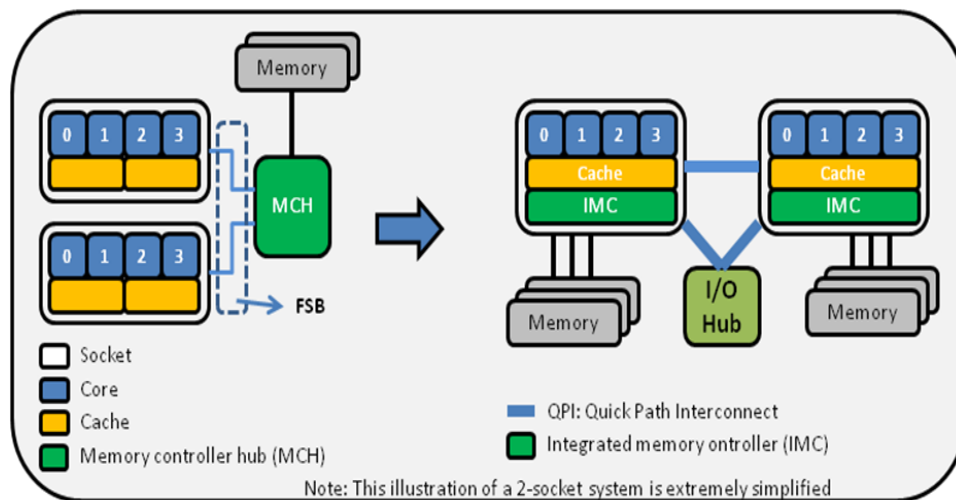 Memory
0 1 2 3
MCH
0 1 2 3
FSB
Socket
Core
Cache
Memory controller hub (MCH)
0 1 2 3
Cache
IMC
0 1 2 3
Cache
IMC
Memory
I/O
Hub
Memory
QPI: Quick Path Interconnect
Integrated memory ontroller (IMC)
Note: This illustration of a 2-socket system is extremely simplified